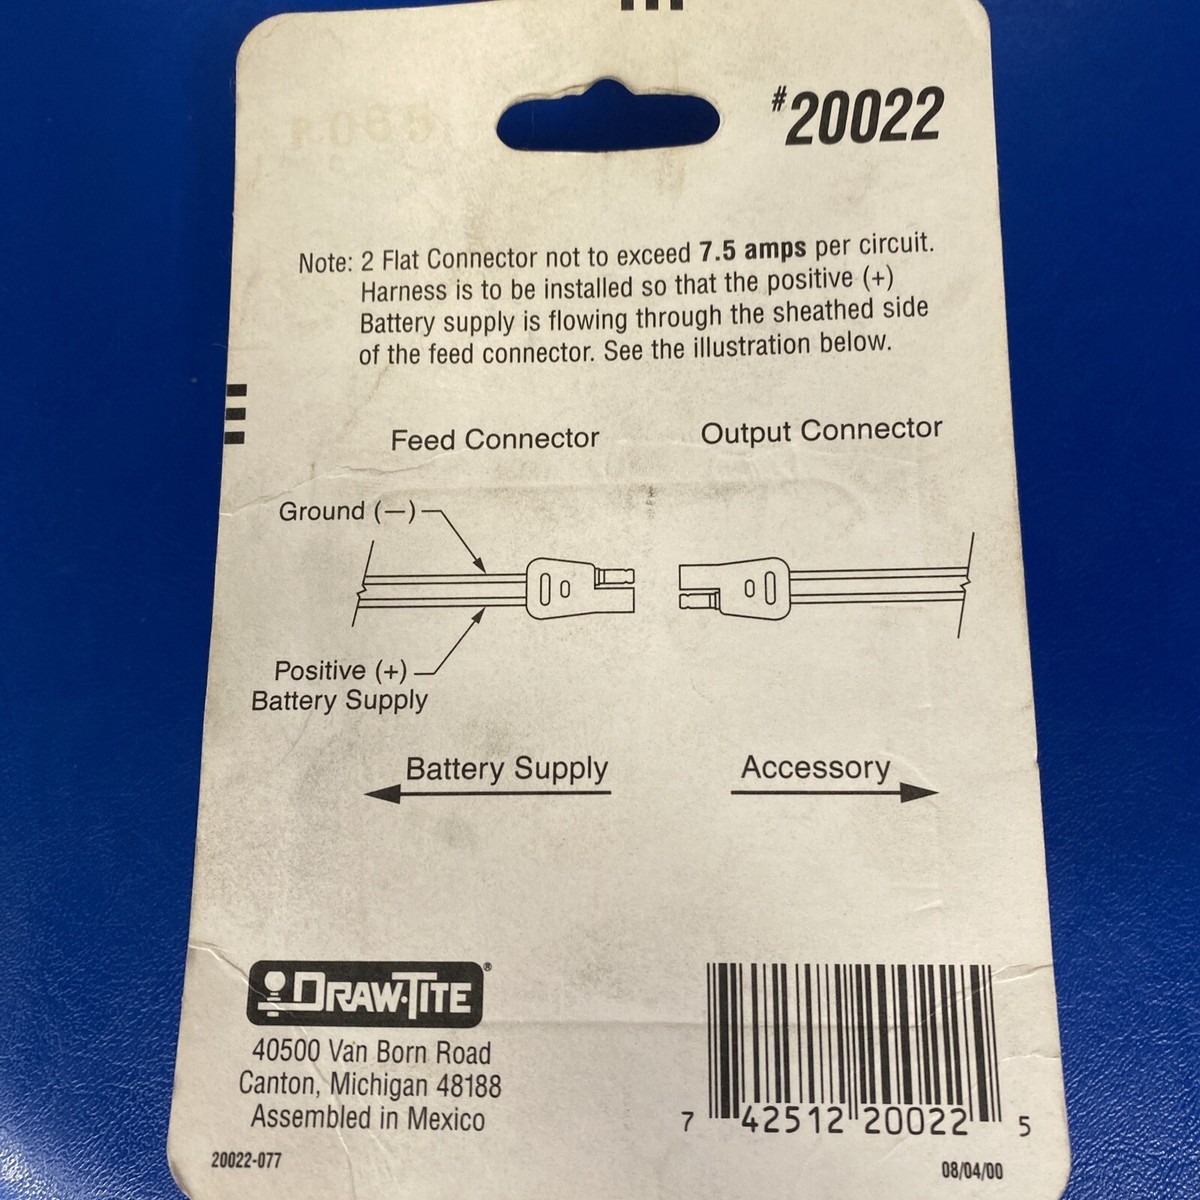 #20022
Note: 2 Flat Connector not to exceed 7.5 amps per circuit.
Harness is to be installed so that the positive (+)
Battery supply is flowing through the sheathed side
of the feed connector. See the illustration below.
Feed Connector
Output Connector
Ground (—)
Positive (+)
Battery Supply
Battery Supply
Accessory
DRAW•TITE®
40500 Van Born Road
Canton, Michigan 48188
Assembled in Mexico
20022-077
7 42512 20022 5
08/04/00